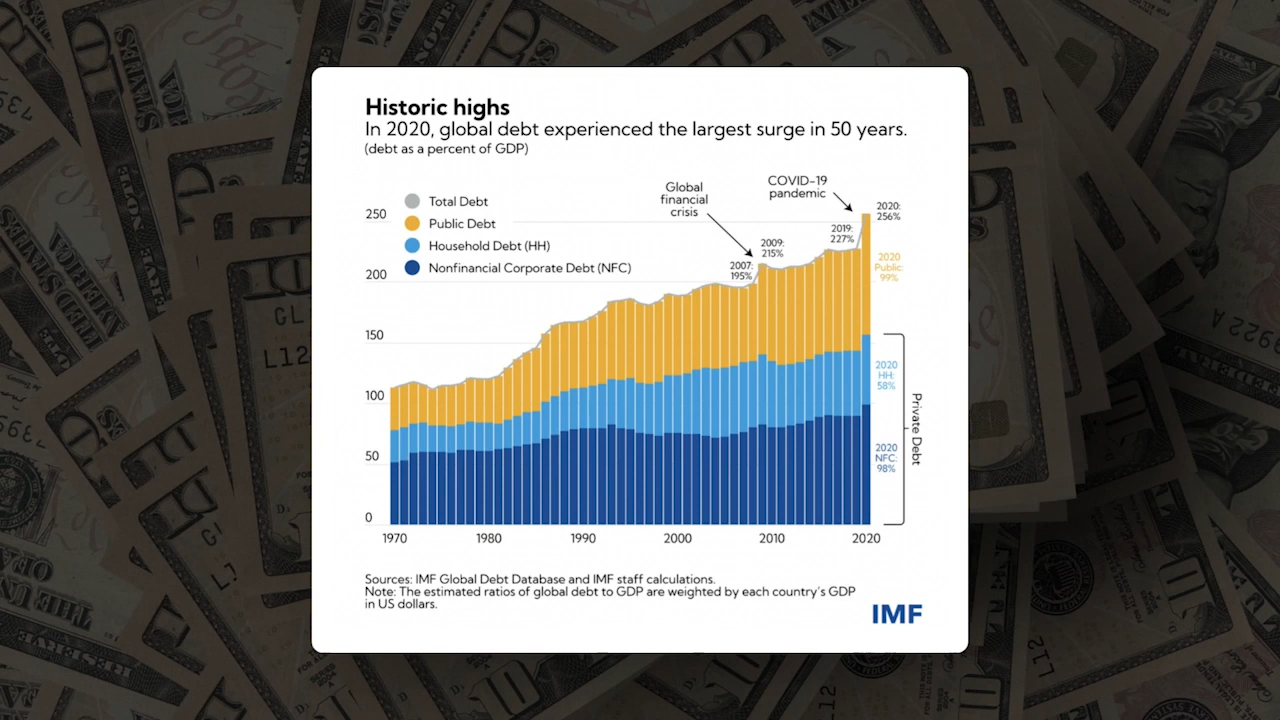 Historic highs
In 2020, global debt experienced the largest surge in 50 years.
(debt as a percent of GDP)
Total Debt
Public Debt
Household Debt (HH)
Nonfinancial Corporate Debt (NFC)
Global
financial
crisis
COVID-19
pandemic
2007:
195%
2009:
215%
2019:
227%
2020:
256%
2020
Public:
99%
2020
HH:
58%
2020
NFC:
98%
Private Debt
250
200
150
100
50
0
1970
1980
1990
2000
2010
2020
Sources: IMF Global Debt Database and IMF staff calculations.
Note: The estimated ratios of global debt to GDP are weighted by each country's GDP
in US dollars.
IMF